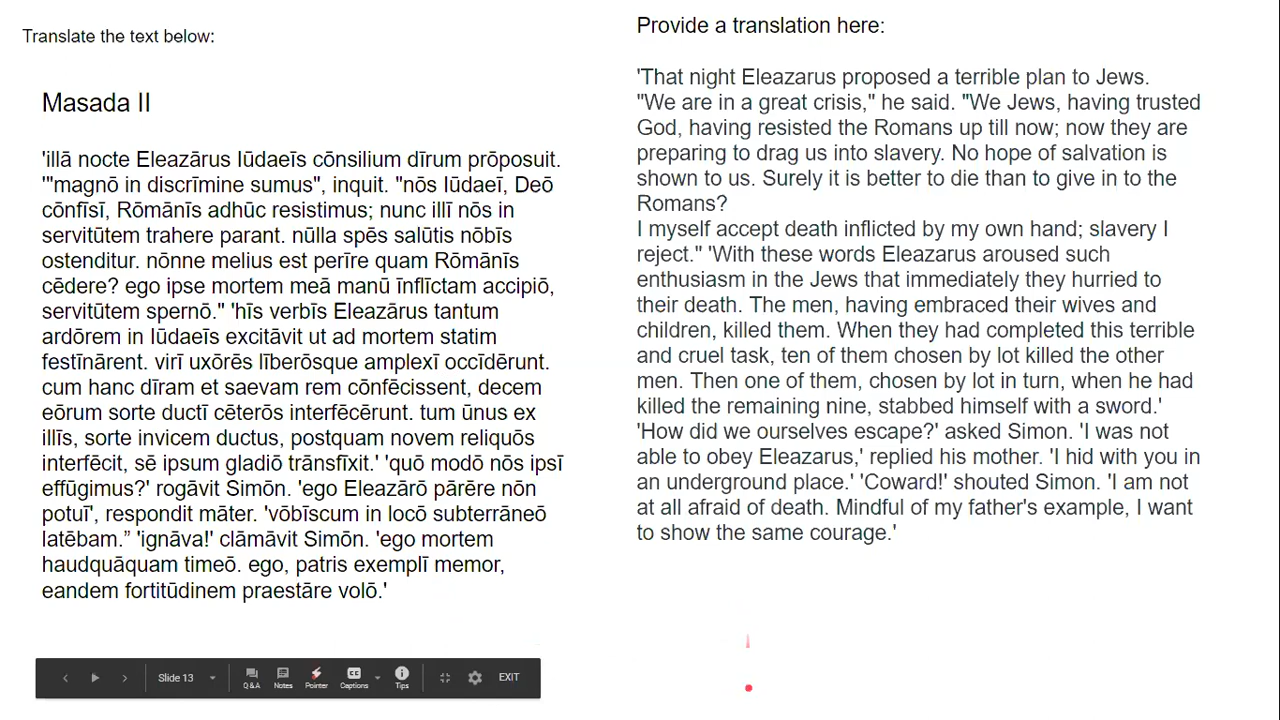 Translate the text below:
Masada II
'illā nocte Eleazārus Iūdaeīs cōnsilium dīrum prōposuit.
'"magnō in discrīmine sumus", inquit. "nōs Iūdaeī, Deō
cōnfīsī, Rōmānīs adhūc resistimus; nunc illī nōs in
servitūtem trahere parant. nūlla spēs salūtis nōbīs
ostenditur. nōnne melius est perīre quam Rōmānīs
cēdere? ego ipse mortem meā manū īnflīctam accipiō,
servitūtem spernō." 'hīs verbīs Eleazārus tantum
ardōrem in Iūdaeīs excitāvit ut ad mortem statim
festīnārent. virī uxōrēs līberōsque amplexī occīdērunt.
cum hanc dīram et saevam rem cōnfēcissent, decem
eōrum sorte ductī cēterōs interfēcērunt. tum ūnus ex
illīs, sorte invicem ductus, postquam novem reliquōs
interfēcit, sē ipsum gladiō trānsfīxit.' 'quō modō nōs ipsī
effūgimus?' rogāvit Simōn. 'ego Eleazārō pārēre nōn
potuī', respondit māter. 'vōbīscum in locō subterrāneō
latēbam.” 'ignāva!' clāmāvit Simōn. 'ego mortem
haudquāquam timeō. ego, patris exemplī memor,
eandem fortitūdinem praestāre volō.'
Provide a translation here:
'That night Eleazarus proposed a terrible plan to Jews.
"We are in a great crisis," he said. "We Jews, having trusted
God, having resisted the Romans up till now; now they are
preparing to drag us into slavery. No hope of salvation is
shown to us. Surely it is better to die than to give in to the
Romans?
I myself accept death inflicted by my own hand; slavery I
reject." 'With these words Eleazarus aroused such
enthusiasm in the Jews that immediately they hurried to
their death. The men, having embraced their wives and
children, killed them. When they had completed this terrible
and cruel task, ten of them chosen by lot killed the other
men. Then one of them, chosen by lot in turn, when he had
killed the remaining nine, stabbed himself with a sword.'
'How did we ourselves escape?' asked Simon. 'I was not
able to obey Eleazarus,' replied his mother. 'I hid with you in
an underground place.' 'Coward!' shouted Simon. 'I am not
at all afraid of death. Mindful of my father's example, I want
to show the same courage.'
Slide 13
Q&A
Notes
Pointer
CC
Captions
Tips
EXIT